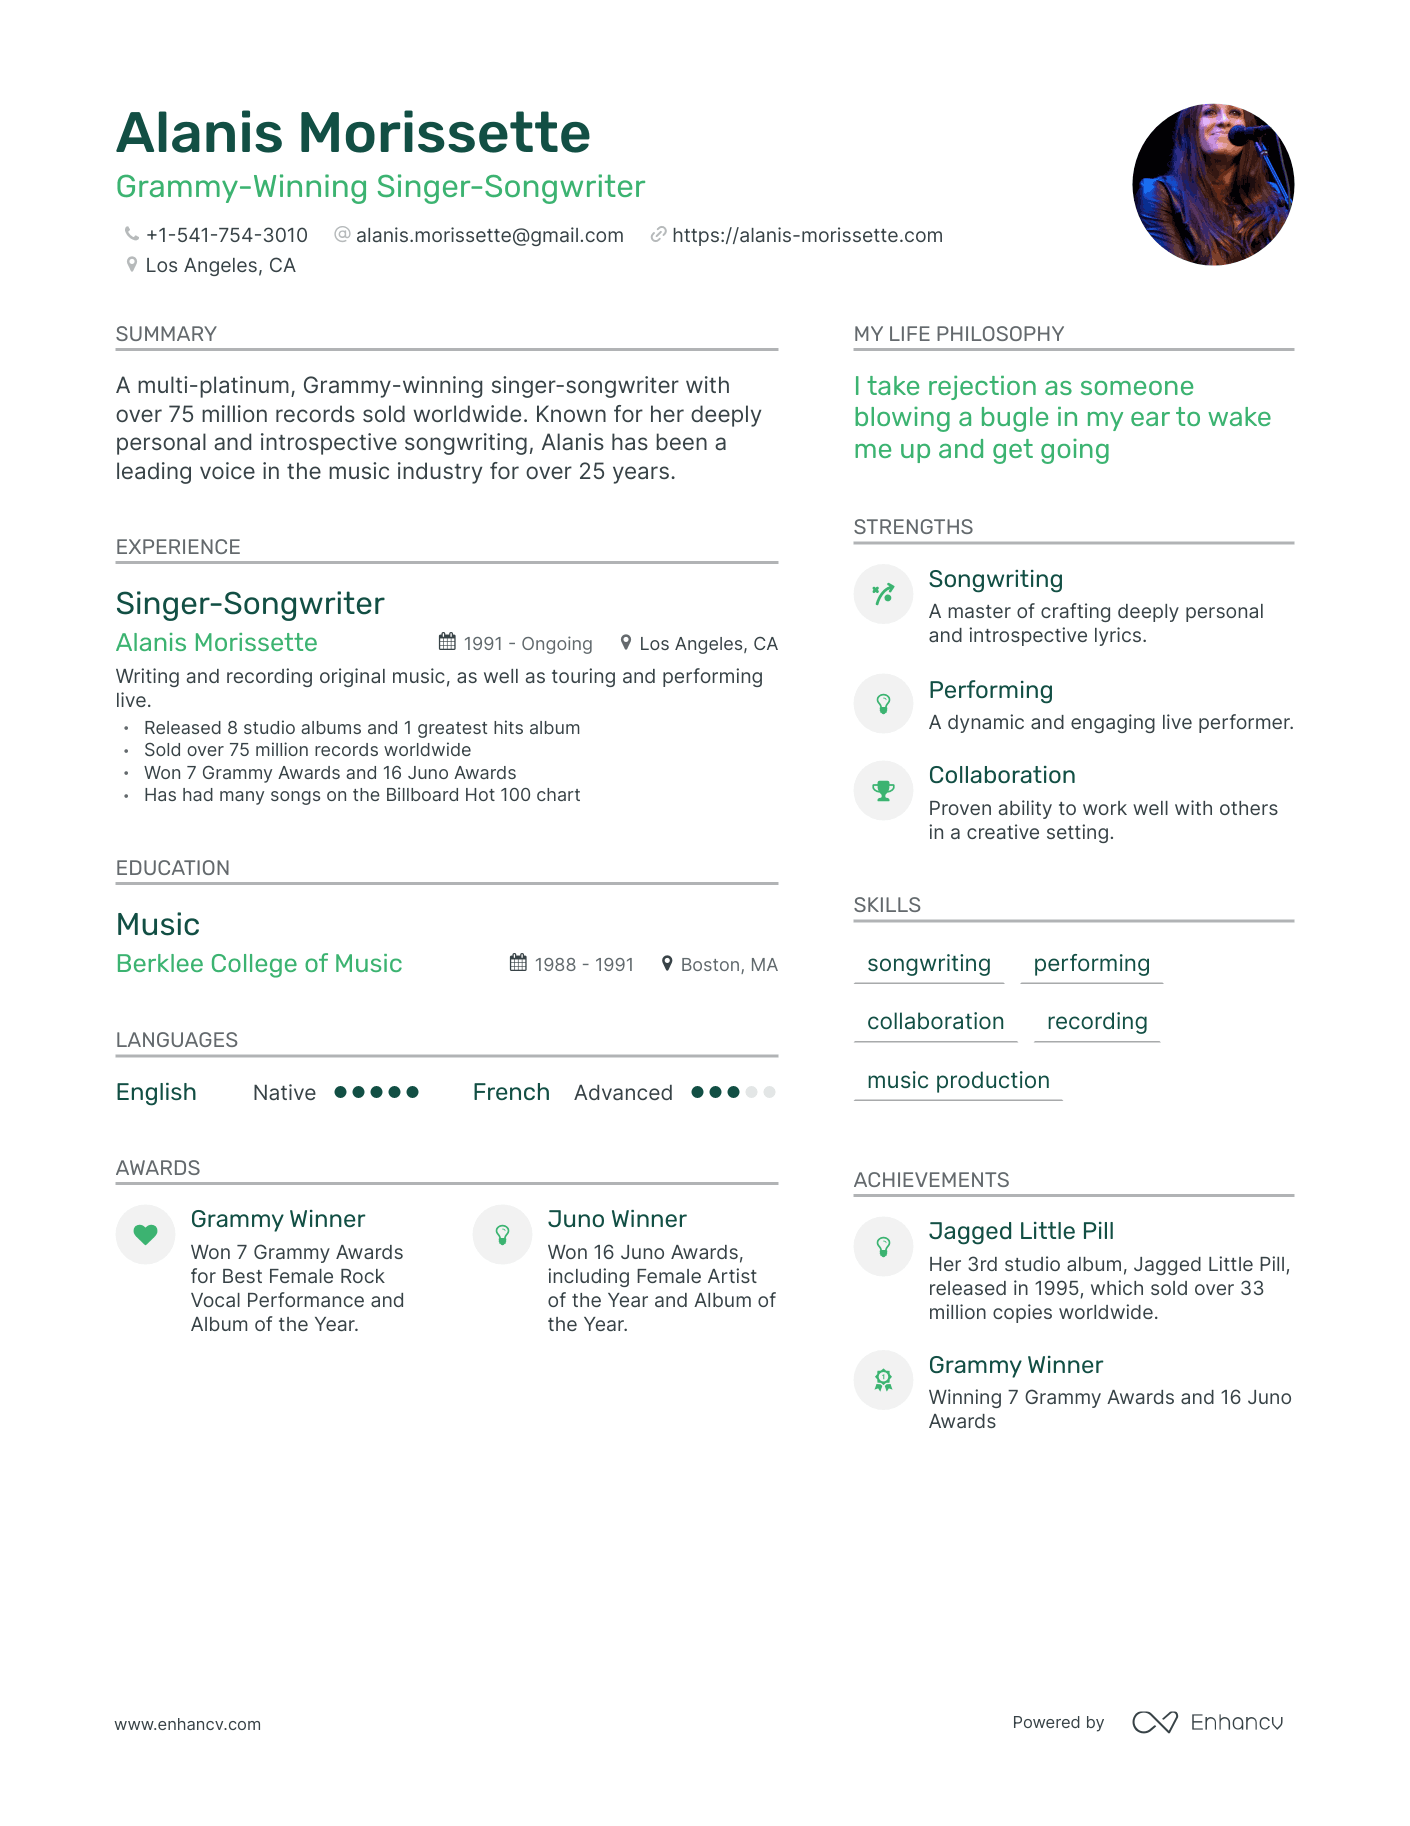 Alanis Morissette
Grammy-Winning Singer-Songwriter
+1-541-754-3010 @ alanis.morissette@gmail.com https://alanis-morissette.com
Los Angeles, CA
SUMMARY
A multi-platinum, Grammy-winning singer-songwriter with
over 75 million records sold worldwide. Known for her deeply
personal and introspective songwriting, Alanis has been a
leading voice in the music industry for over 25 years.
EXPERIENCE
Singer-Songwriter
Alanis Morissette 1991 - Ongoing Los Angeles, CA
Writing and recording original music, as well as touring and performing
live.
• Released 8 studio albums and 1 greatest hits album
• Sold over 75 million records worldwide
• Won 7 Grammy Awards and 16 Juno Awards
• Has had many songs on the Billboard Hot 100 chart
EDUCATION
Music
Berklee College of Music 1988 - 1991 Boston, MA
LANGUAGES
English Native French Advanced
AWARDS
Grammy Winner
Won 7 Grammy Awards
for Best Female Rock
Vocal Performance and
Album of the Year.
Juno Winner
Won 16 Juno Awards,
including Female Artist
of the Year and Album of
the Year.
MY LIFE PHILOSOPHY
I take rejection as someone
blowing a bugle in my ear to wake
me up and get going
STRENGTHS
Songwriting
A master of crafting deeply personal
and introspective lyrics.
Performing
A dynamic and engaging live performer.
Collaboration
Proven ability to work well with others
in a creative setting.
SKILLS
songwriting performing
collaboration recording
music production
ACHIEVEMENTS
Jagged Little Pill
Her 3rd studio album, Jagged Little Pill,
released in 1995, which sold over 33
million copies worldwide.
Grammy Winner
Winning 7 Grammy Awards and 16 Juno
Awards
www.enhancv.com Powered by Enhancv